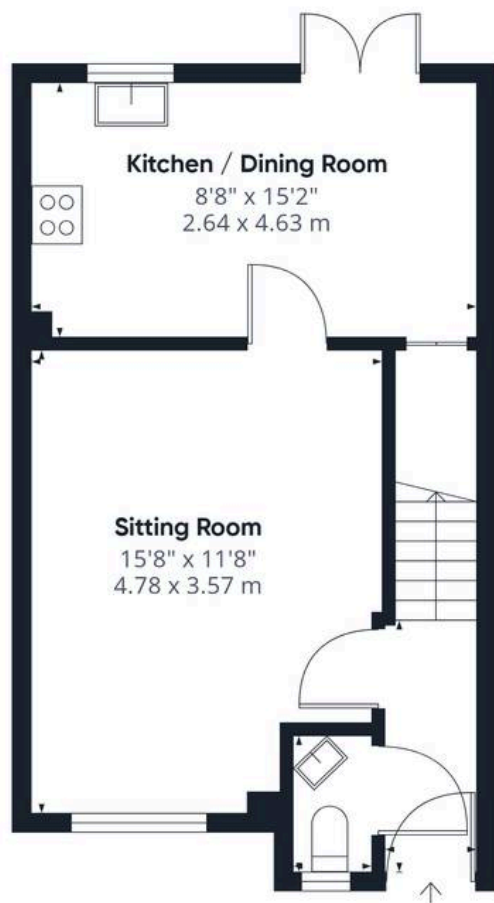 Kitchen / Dining Room
8'8" x 15'2"
2.64 x 4.63 m
Sitting Room
15'8" x 11'8"
4.78 x 3.57 m